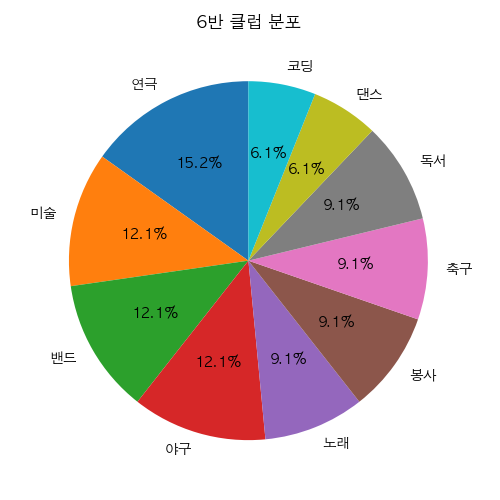 6반 클럽 분포
코딩
댄스
연극
독서
미술
축구
밴드
봉사
야구
노래
6.1%
6.1%
15.2%
9.1%
12.1%
9.1%
12.1%
9.1%
12.1%
9.1%